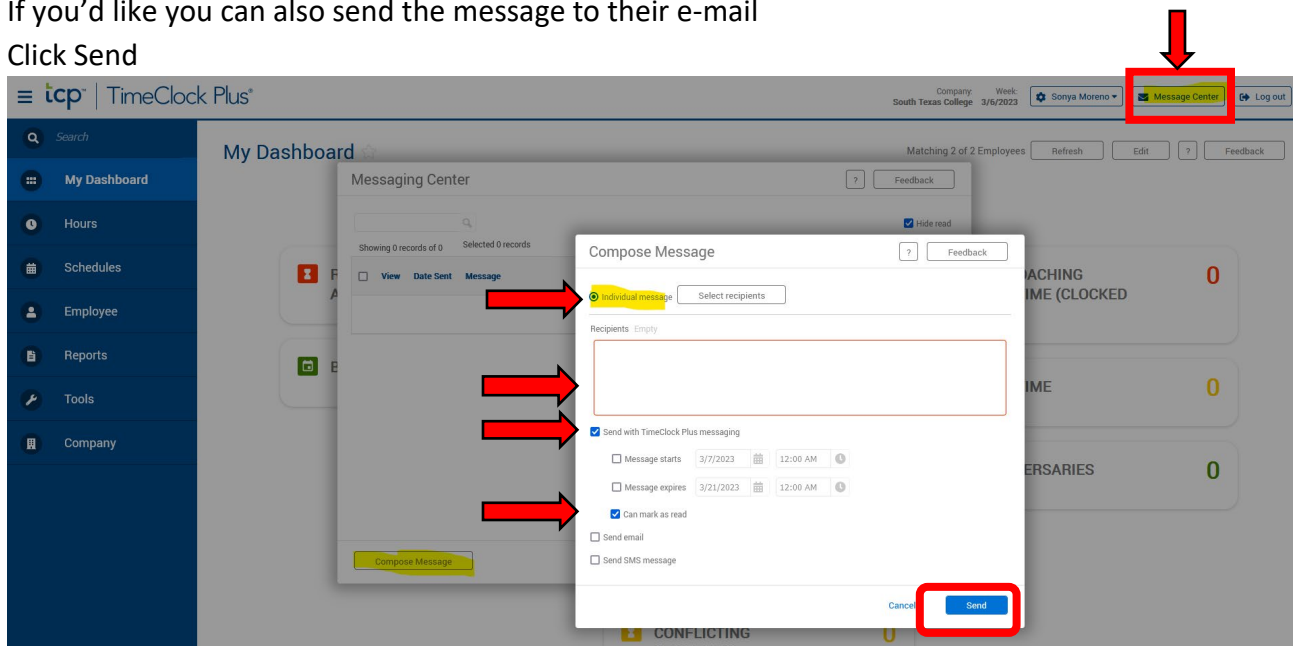 If you’d like you can also send the message to their e-mail
Click Send
tcp™ | TimeClock Plus®
Company Week:
South Texas College 3/6/2023
Sonya Moreno
Message Center
Log out
Search
My Dashboard
Matching 2 of 2 Employees
Refresh
Edit
?
Feedback
My Dashboard
Hours
Schedules
Employee
Reports
Tools
Company
Messaging Center
?
Feedback
Hide read
Showing 0 records of 0
Selected 0 records
View Date Sent Message
Compose Message
Compose Message
?
Feedback
Individual message
Select recipients
Recipients Empty
Send with TimeClock Plus messaging
Message starts 3/7/2023 12:00 AM
Message expires 3/21/2023 12:00 AM
Can mark as read
Send email
Send SMS message
Cancel
Send
OACHING 0
IME (CLOCKED
IME 0
ERSARIES 0
CONFLICTING 0